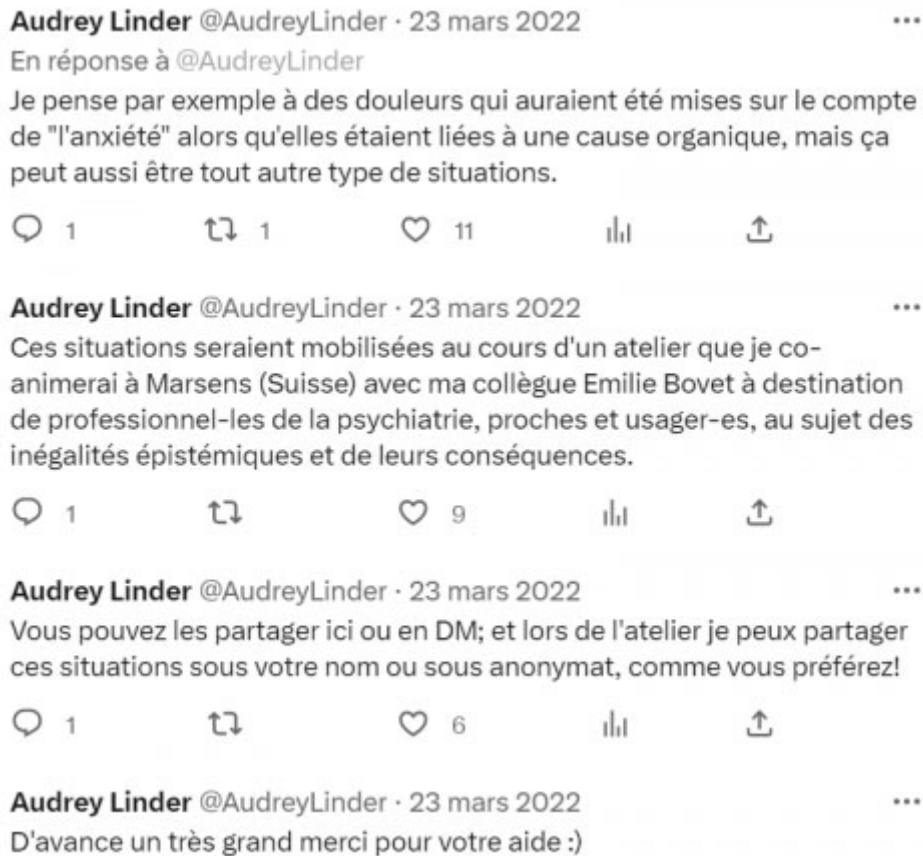 Audrey Linder @AudreyLinder · 23 mars 2022
En réponse à @AudreyLinder
Je pense par exemple à des douleurs qui auraient été mises sur le compte
de "l'anxiété" alors qu'elles étaient liées à une cause organique, mais ça
peut aussi être tout autre type de situations.
1 1 11
Audrey Linder @AudreyLinder · 23 mars 2022
Ces situations seraient mobilisées au cours d'un atelier que je co-
animerai à Marsens (Suisse) avec ma collègue Emilie Bovet à destination
de professionnel-les de la psychiatrie, proches et usager-es, au sujet des
inégalités épistémiques et de leurs conséquences.
1 9
Audrey Linder @AudreyLinder · 23 mars 2022
Vous pouvez les partager ici ou en DM; et lors de l'atelier je peux partager
ces situations sous votre nom ou sous anonymat, comme vous préférez!
1 6
Audrey Linder @AudreyLinder · 23 mars 2022
D'avance un très grand merci pour votre aide :)